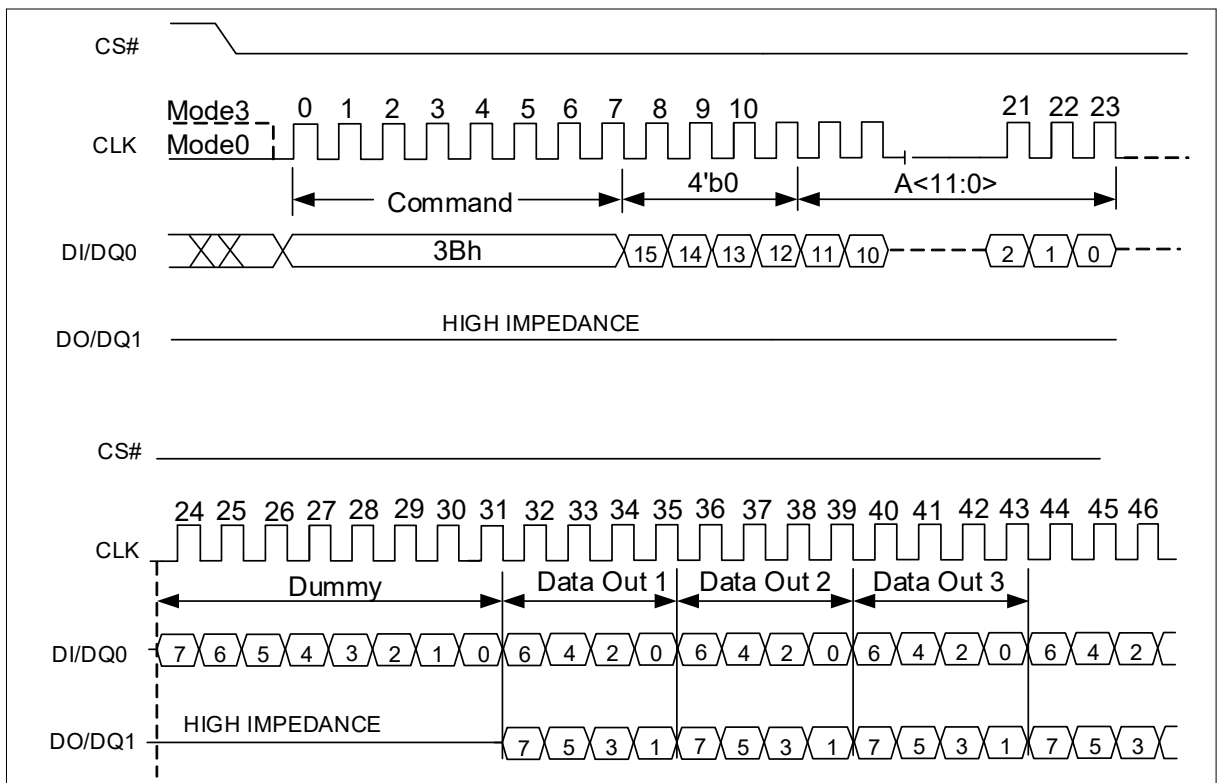 CS#
0 1 2 3 4 5 6 7 8 9 10 21 22 23
Mode3
CLK
Mode0
4'b0
A<11:0>
Command
DI/DQ0
3Bh
15 14 13 12 11 10 2 1 0
HIGH IMPEDANCE
DO/DQ1
CS#
24 25 26 27 28 29 30 31 32 33 34 35 36 37 38 39 40 41 42 43 44 45 46
CLK
Dummy Data Out 1 Data Out 2 Data Out 3
DI/DQ0
7 6 5 4 3 2 1 0 6 4 2 0 6 4 2 0 6 4 2 0 6 4 2
HIGH IMPEDANCE
DO/DQ1
7 5 3 1 7 5 3 1 7 5 3 1 7 5 3